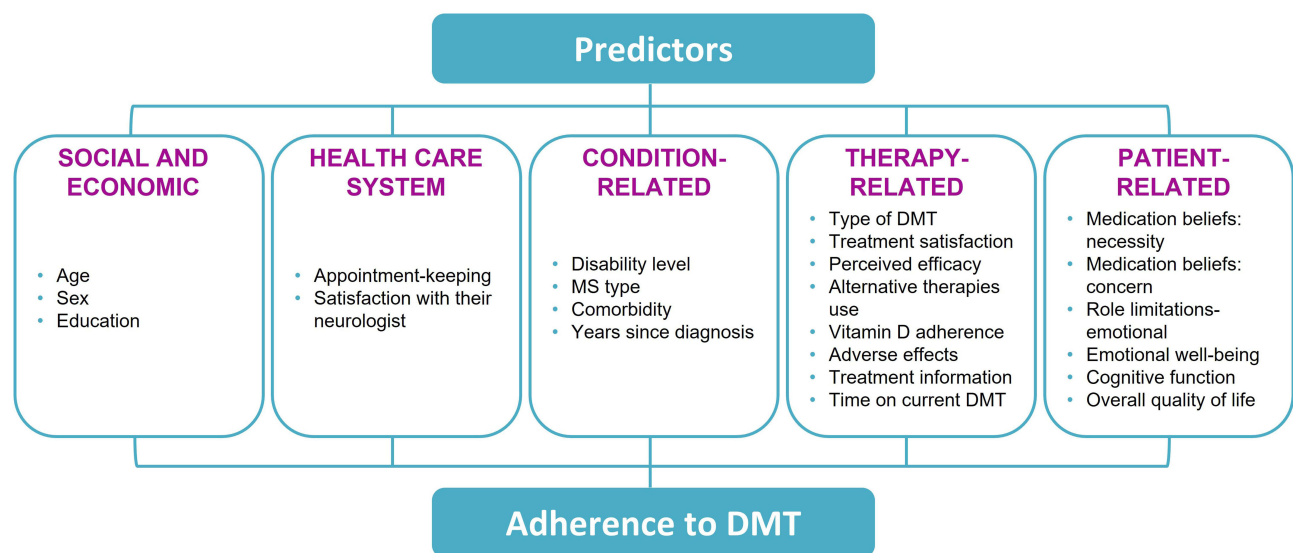 Predictors
SOCIAL AND
ECONOMIC
• Age
• Sex
• Education
HEALTH CARE
SYSTEM
• Appointment-keeping
• Satisfaction with their
neurologist
CONDITION-
RELATED
• Disability level
• MS type
• Comorbidity
• Years since diagnosis
THERAPY-
RELATED
• Type of DMT
• Treatment satisfaction
• Perceived efficacy
• Alternative therapies
use
• Vitamin D adherence
• Adverse effects
• Treatment information
• Time on current DMT
PATIENT-
RELATED
• Medication beliefs:
necessity
• Medication beliefs:
concern
• Role limitations-
emotional
• Emotional well-being
• Cognitive function
• Overall quality of life
Adherence to DMT